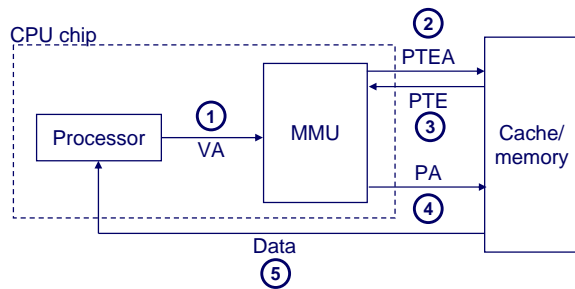 CPU chip
2
PTEA
1
Processor
VA
MMU
PTE
3
Cache/
memory
PA
4
Data
5